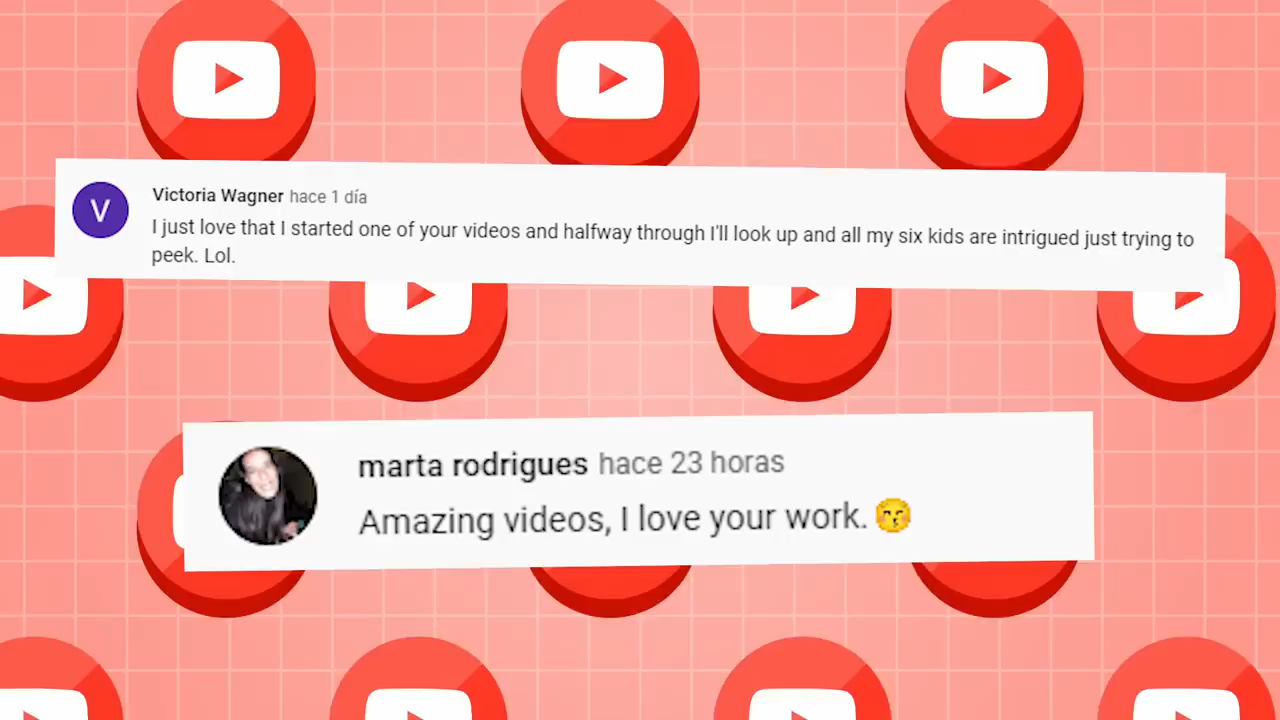 V
Victoria Wagner hace 1 día
I just love that I started one of your videos and halfway through I'll look up and all my six kids are intrigued just trying to
peek. Lol.
marta rodrigues hace 23 horas
Amazing videos, I love your work.😙